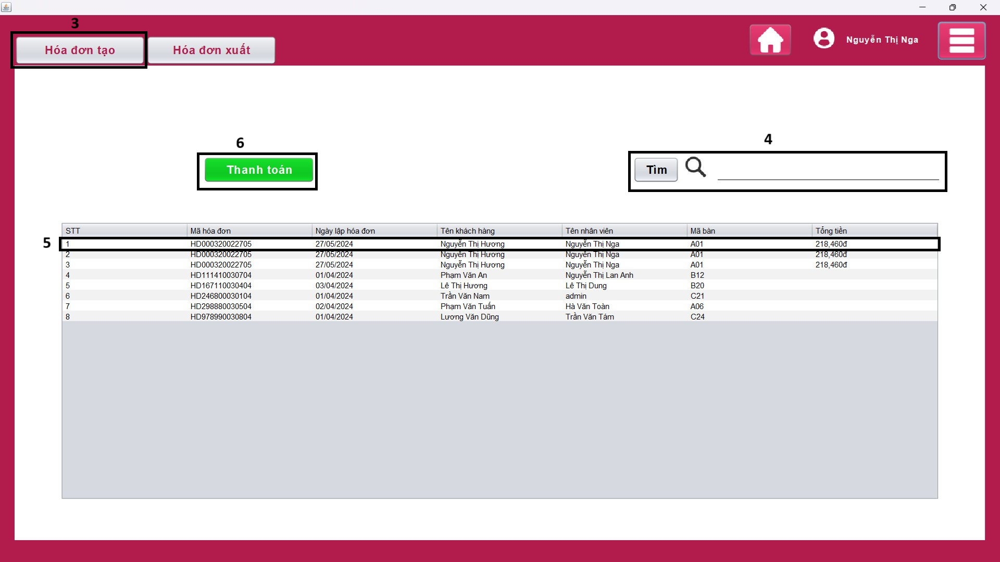 3
Hóa đơn tạo Hóa đơn xuất Nguyễn Thị Nga
6 4
Thanh toán Tìm
STT Mã hóa đơn Ngày lập hóa đơn Tên khách hàng Tên nhân viên Mã bàn Tổng tiền
5 1 HD000320022705 27/05/2024 Nguyễn Thị Hương Nguyễn Thị Nga A01 218,460đ
2 HD000320022705 27/05/2024 Nguyễn Thị Hương Nguyễn Thị Nga A01 218,460đ
3 HD000320022705 27/05/2024 Nguyễn Thị Hương Nguyễn Thị Nga A01 218,460đ
4 HD111410030704 01/04/2024 Phạm Văn An Nguyễn Thị Lan Anh B12
5 HD167110030404 03/04/2024 Lê Thị Hương Lê Thị Dung B20
6 HD246800030104 01/04/2024 Trần Văn Nam admin C21
7 HD298880030504 02/04/2024 Phạm Văn Tuấn Hà Văn Toàn A06
8 HD978990030804 01/04/2024 Lương Văn Dũng Trần Văn Tám C24